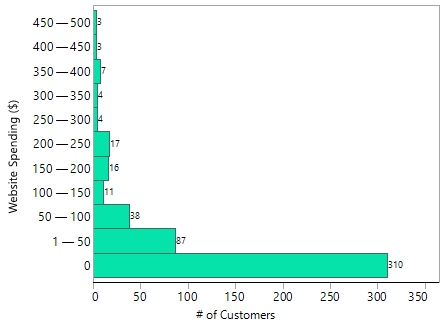 450 — 500
3
400 — 450
3
350 — 400
7
300 — 350
4
250 — 300
4
200 — 250
17
150 — 200
16
100 — 150
11
50 — 100
38
1 — 50
87
0
310
Website Spending ($)
0 50 100 150 200 250 300 350
# of Customers